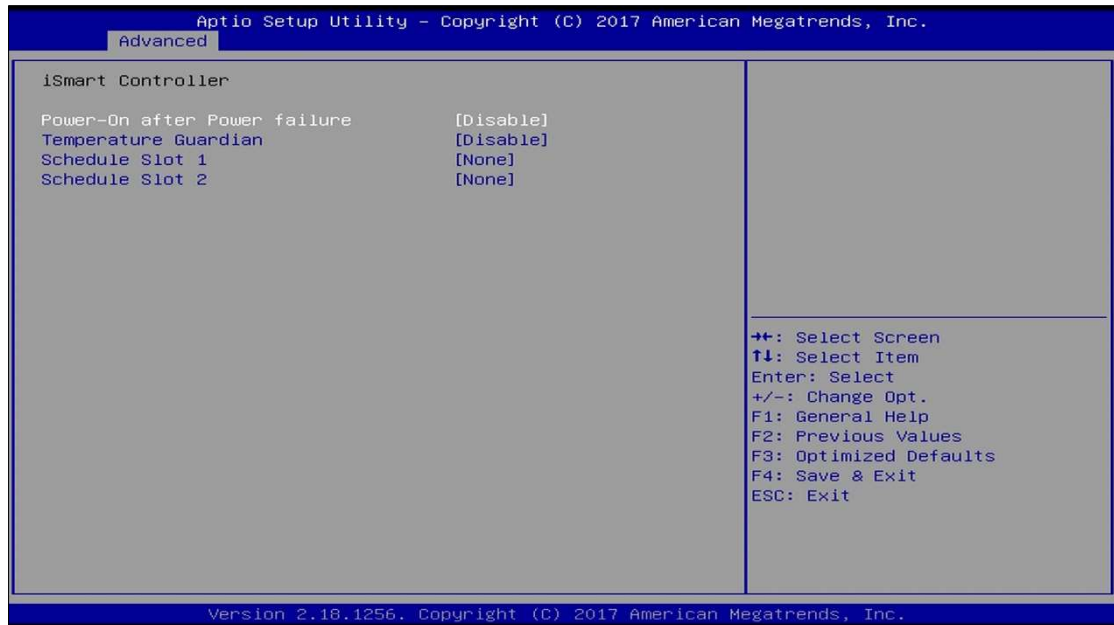 Aptio Setup Utility – Copyright (C) 2017 American Megatrends, Inc.
Advanced
iSmart Controller
Power-On after Power failure [Disable]
Temperature Guardian [Disable]
Schedule Slot 1 [None]
Schedule Slot 2 [None]
→←: Select Screen
↑↓: Select Item
Enter: Select
+/-: Change Opt.
F1: General Help
F2: Previous Values
F3: Optimized Defaults
F4: Save & Exit
ESC: Exit
Version 2.18.1256. Copyright (C) 2017 American Megatrends, Inc.